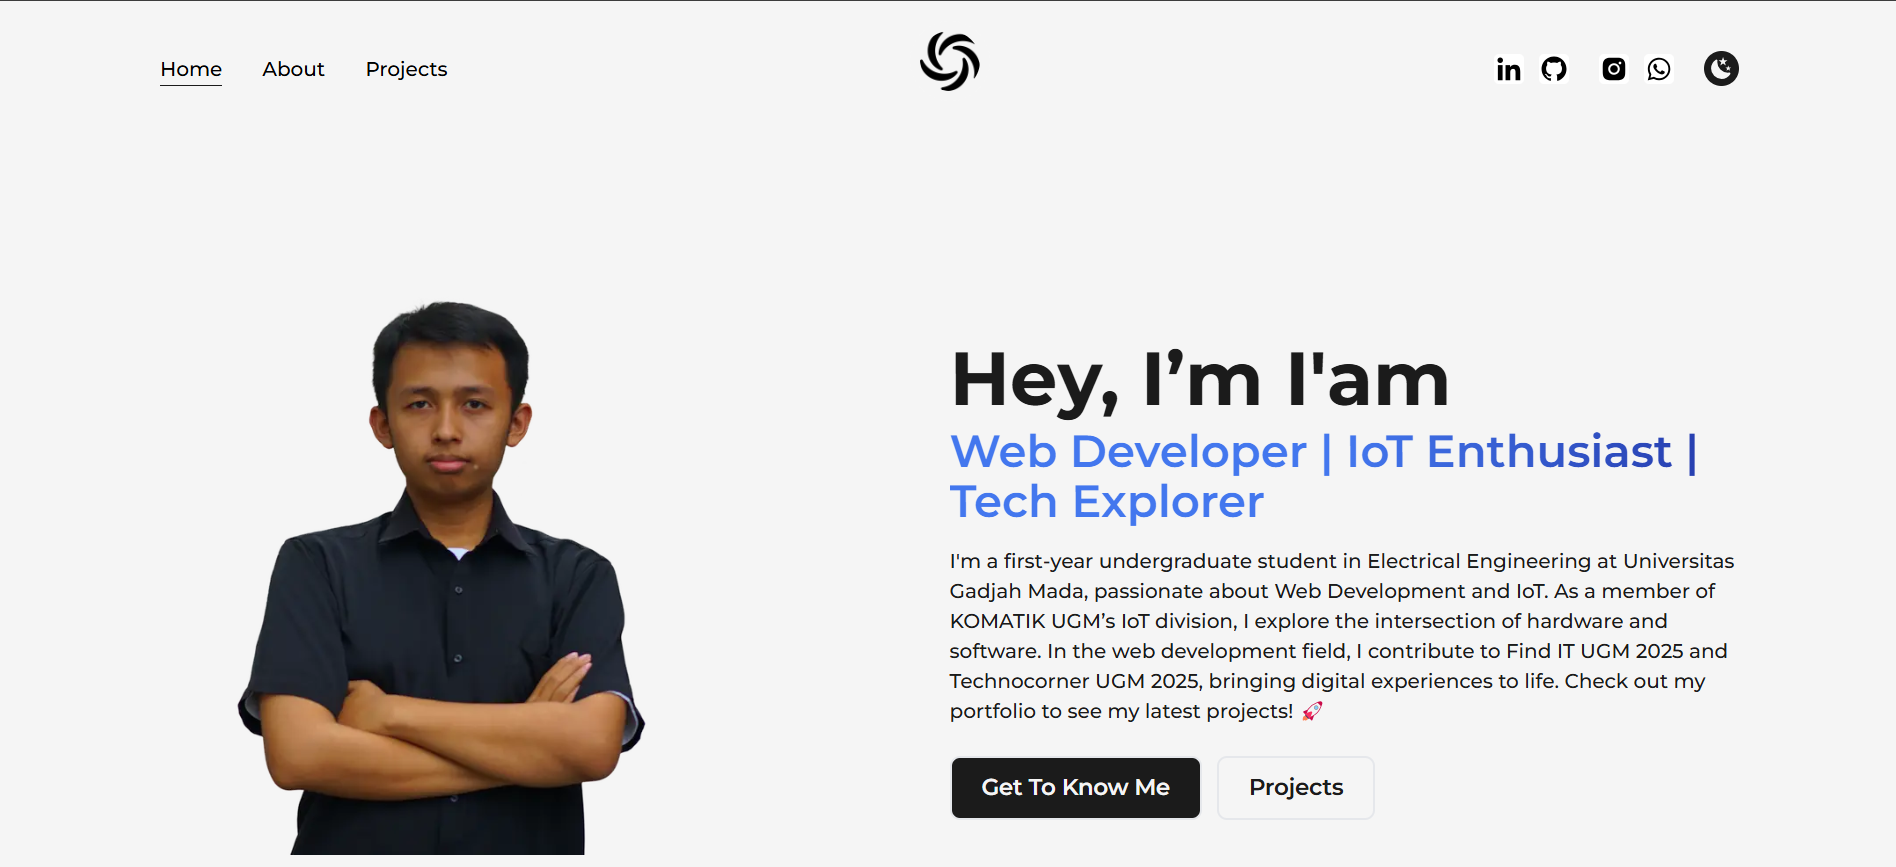 Home About Projects
Hey, I’m I'am
Web Developer | IoT Enthusiast |
Tech Explorer
I'm a first-year undergraduate student in Electrical Engineering at Universitas
Gadjah Mada, passionate about Web Development and IoT. As a member of
KOMATIK UGM’s IoT division, I explore the intersection of hardware and
software. In the web development field, I contribute to Find IT UGM 2025 and
Technocorner UGM 2025, bringing digital experiences to life. Check out my
portfolio to see my latest projects! 🚀
Get To Know Me Projects